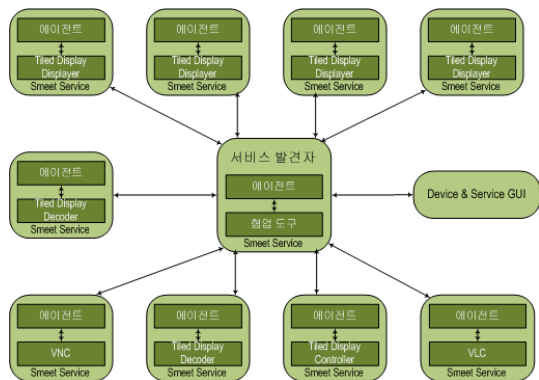 에이전트
Tiled Display
Displayer
Smeet Service
에이전트
Tiled Display
Displayer
Smeet Service
에이전트
Tiled Display
Displayer
Smeet Service
에이전트
Tiled Display
Displayer
Smeet Service
에이전트
Tiled Display
Decoder
Smeet Service
서비스 발견자
에이전트
협업 도구
Smeet Service
Device & Service GUI
에이전트
VNC
Smeet Service
에이전트
Tiled Display
Decoder
Smeet Service
에이전트
Tiled Display
Controller
Smeet Service
에이전트
VLC
Smeet Service